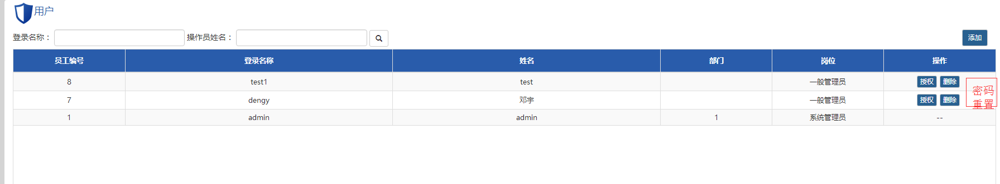 用户
登录名称： 操作员姓名： 添加
员工编号 登录名称 姓名 部门 岗位 操作
8 test1 test 一般管理员 授权 删除
密码
重置
7 dengy 邓宇 一般管理员 授权 删除
1 admin admin 1 系统管理员 --